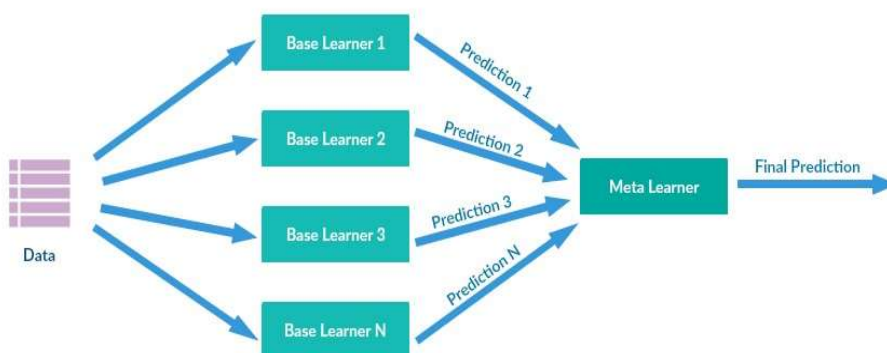 Base Learner 1
Prediction 1
Base Learner 2
Prediction 2
Data
Meta Learner
Final Prediction
Base Learner 3
Prediction 3
Base Learner N
Prediction N